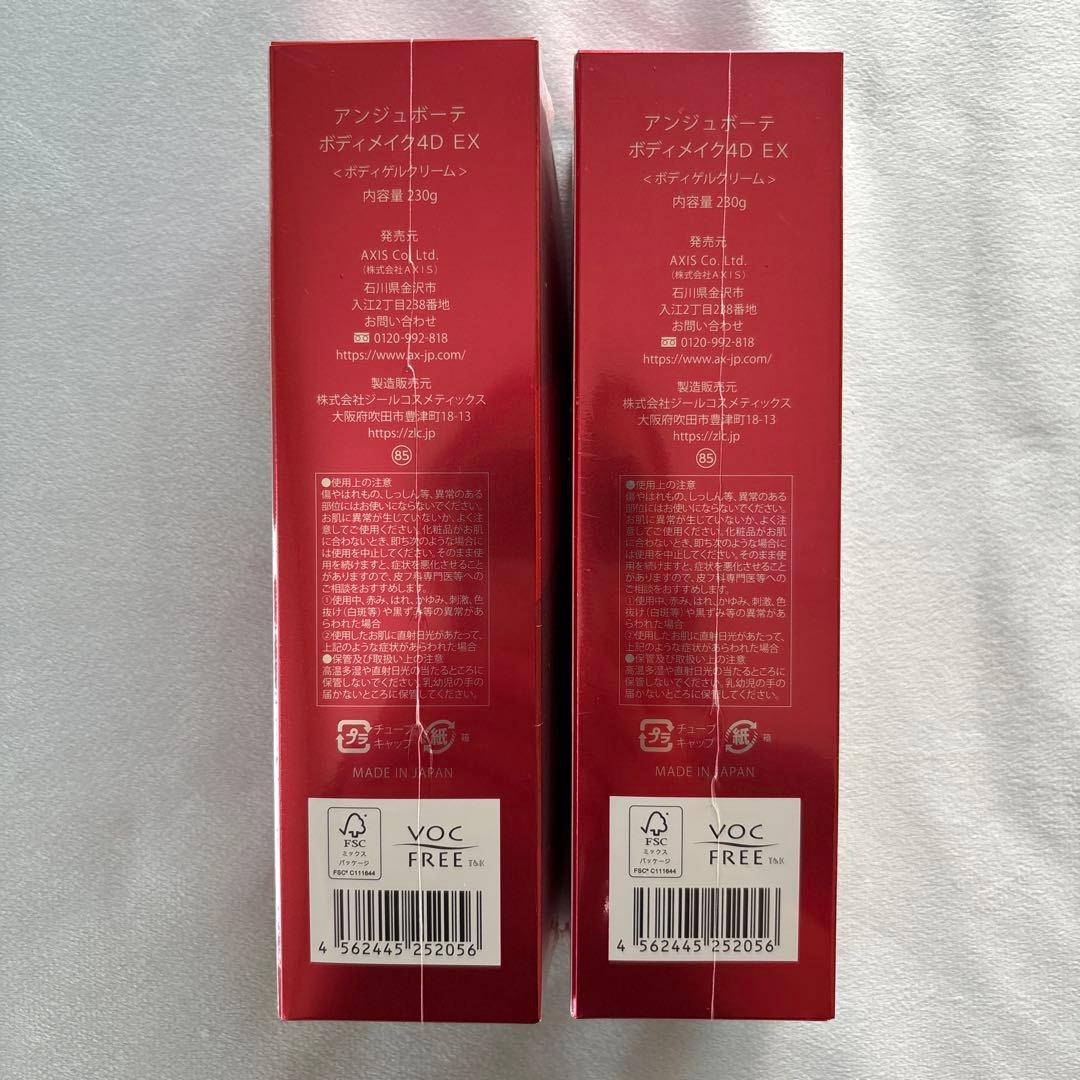 アンジュボーテ
ボディメイク4D EX
<ボディゲルクリーム>
内容量 230g
発売元
AXIS Co. Ltd.
(株式会社AXIS)
石川県金沢市
入江2丁目238番地
お問い合わせ
0120-992-818
https://www.ax-jp.com/
製造販売元
株式会社ジールコスメティックス
大阪府吹田市豊津町18-13
https://zlc.jp
85
●使用上の注意
傷やはれもの、しっしん等、異常のある
部位にはお使いにならないでください。
お肌に異常が生じていないか、よく注
意してご使用ください。化粧品がお肌
に合わないとき、即ち次のような場合に
は使用を中止してください。そのまま使
用を続けますと、症状を悪化させること
がありますので、皮フ科専門医等への
ご相談をおすすめします。
①使用中、赤み、はれ、かゆみ、刺激、色
抜け(白斑等)や黒ずみ等の異常があ
らわれた場合
②使用したお肌に直射日光があたって、
上記のような症状があらわれた場合
●保管及び取扱い上の注意
高温多湿や直射日光の当たるところに
保管しないでください。乳幼児の手の
届かないところに保管してください。
プラ チューブ キャップ 紙 箱
MADE IN JAPAN
FSC
ミックス
パッケージ
FSC® C111644
VOC
FREE T&K
4 562445 252056
アンジュボーテ
ボディメイク4D EX
<ボディゲルクリーム>
内容量 230g
発売元
AXIS Co. Ltd.
(株式会社AXIS)
石川県金沢市
入江2丁目238番地
お問い合わせ
0120-992-818
https://www.ax-jp.com/
製造販売元
株式会社ジールコスメティックス
大阪府吹田市豊津町18-13
https://zlc.jp
85
●使用上の注意
傷やはれもの、しっしん等、異常のある
部位にはお使いにならないでください。
お肌に異常が生じていないか、よく注
意してご使用ください。化粧品がお肌
に合わないとき、即ち次のような場合に
は使用を中止してください。そのまま使
用を続けますと、症状を悪化させること
がありますので、皮フ科専門医等への
ご相談をおすすめします。
①使用中、赤み、はれ、かゆみ、刺激、色
抜け(白斑等)や黒ずみ等の異常があ
らわれた場合
②使用したお肌に直射日光があたって、
上記のような症状があらわれた場合
●保管及び取扱い上の注意
高温多湿や直射日光の当たるところに
保管しないでください。乳幼児の手の
届かないところに保管してください。
プラ チューブ キャップ 紙 箱
MADE IN JAPAN
FSC
ミックス
パッケージ
FSC® C111644
VOC
FREE T&K
4 562445 252056